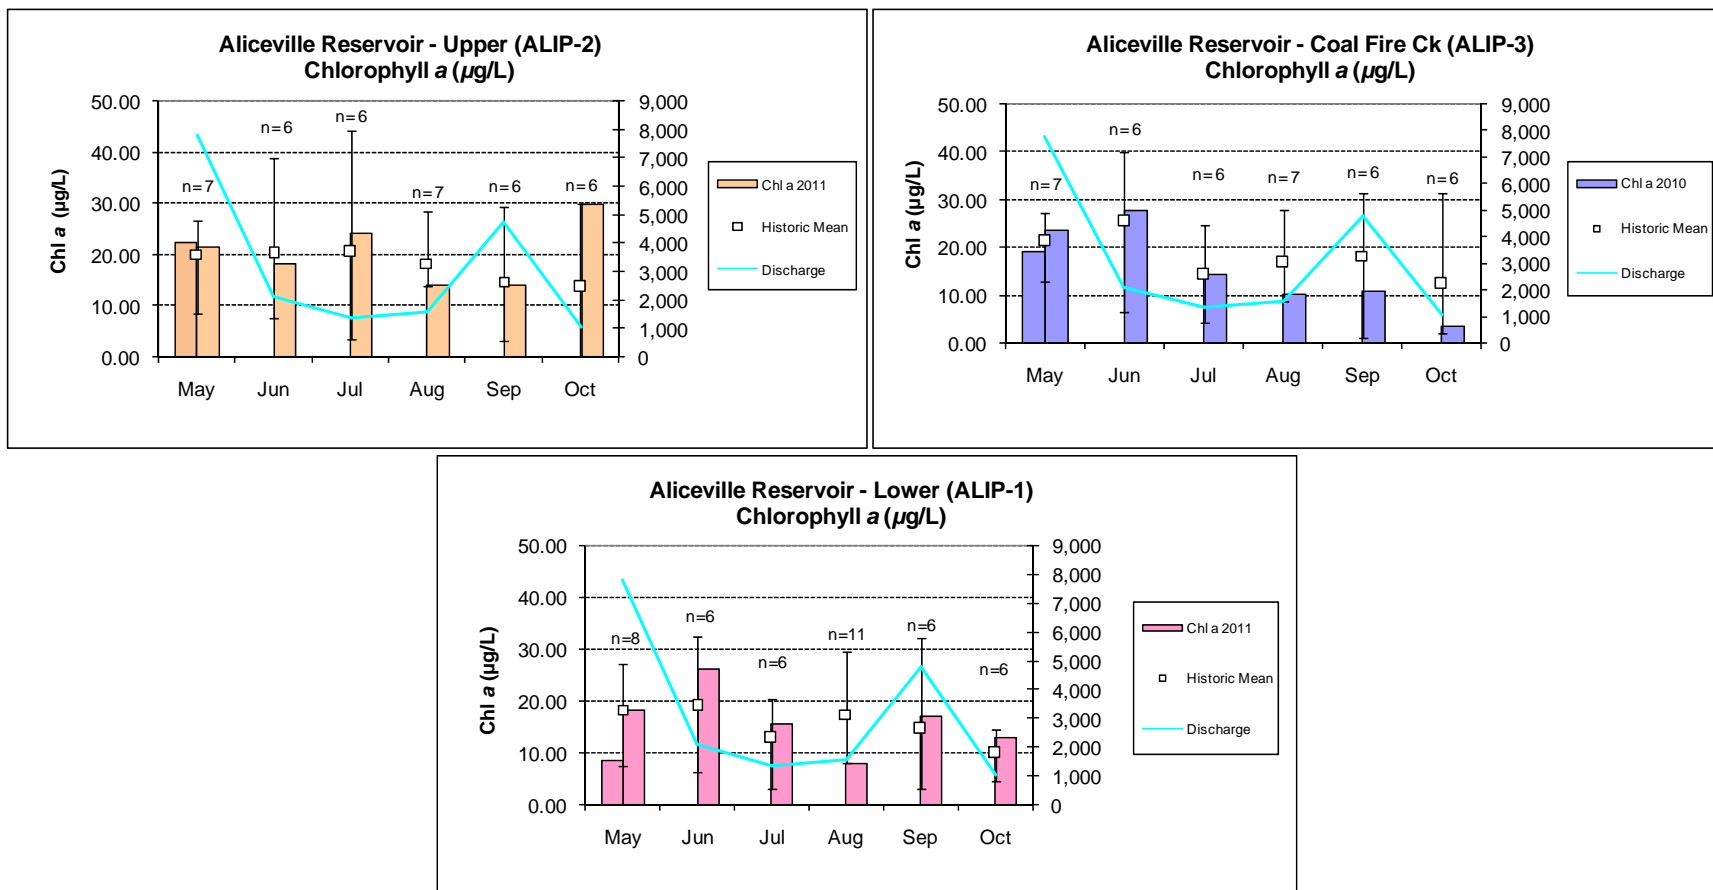 Aliceville Reservoir - Upper (ALIP-2)
Chlorophyll a (µg/L)
50.00
40.00
30.00
20.00
10.00
0.00
Chl a (µg/L)
9,000
8,000
7,000
6,000
5,000
4,000
3,000
2,000
1,000
0
n=7
n=6
n=6
n=7
n=6
n=6
May Jun Jul Aug Sep Oct
Chl a 2011
Historic Mean
Discharge
Aliceville Reservoir - Coal Fire Ck (ALIP-3)
Chlorophyll a (µg/L)
50.00
40.00
30.00
20.00
10.00
0.00
Chl a (µg/L)
9,000
8,000
7,000
6,000
5,000
4,000
3,000
2,000
1,000
0
n=7
n=6
n=6
n=7
n=6
n=6
May Jun Jul Aug Sep Oct
Chl a 2010
Historic Mean
Discharge
Aliceville Reservoir - Lower (ALIP-1)
Chlorophyll a (µg/L)
50.00
40.00
30.00
20.00
10.00
0.00
Chl a (µg/L)
9,000
8,000
7,000
6,000
5,000
4,000
3,000
2,000
1,000
0
n=8
n=6
n=6
n=11
n=6
n=6
May Jun Jul Aug Sep Oct
Chl a 2011
Historic Mean
Discharge